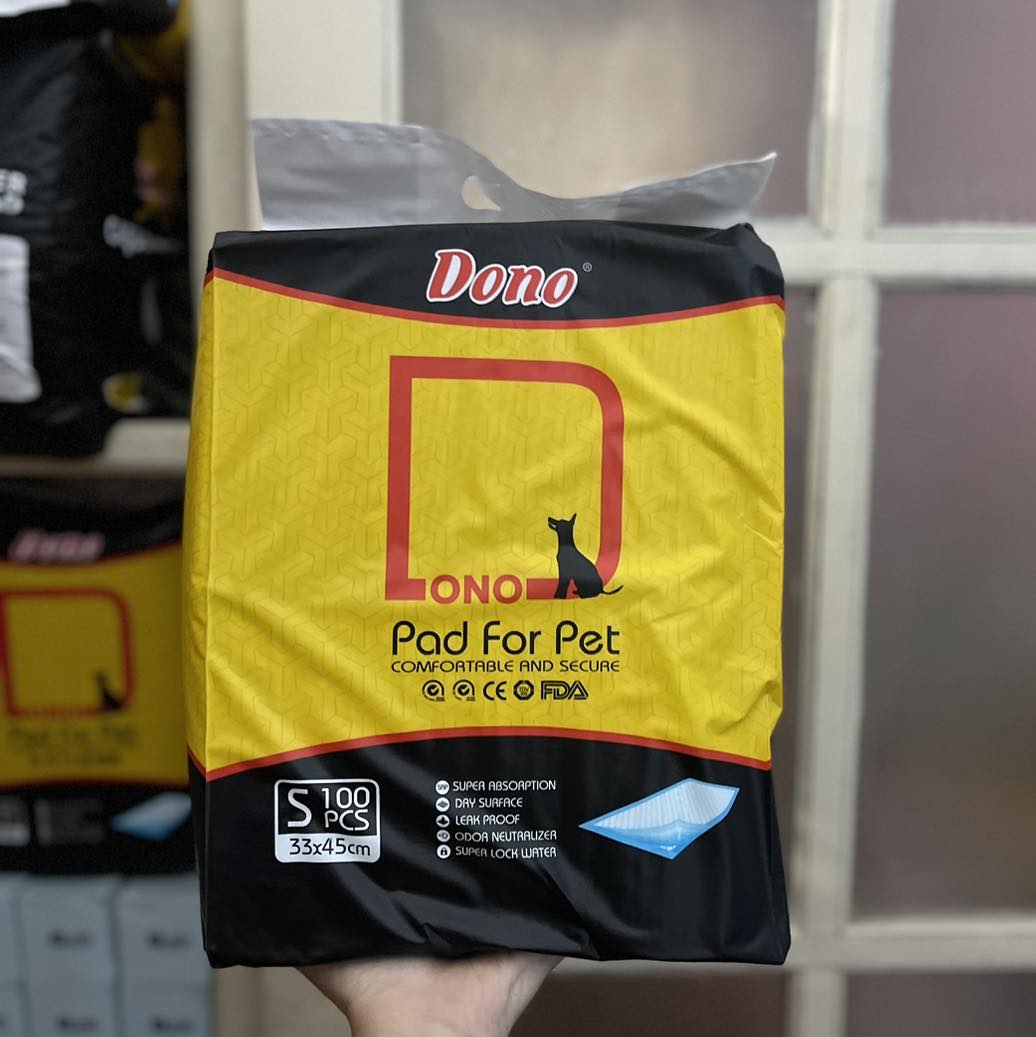 Dono®
ONO
Pad For Pet
COMFORTABLE AND SECURE
CE FDA
S 100 PCS
33x45cm
SUPER ABSORPTION
DRY SURFACE
LEAK PROOF
ODOR NEUTRALIZER
SUPER LOCK WATER
Dono